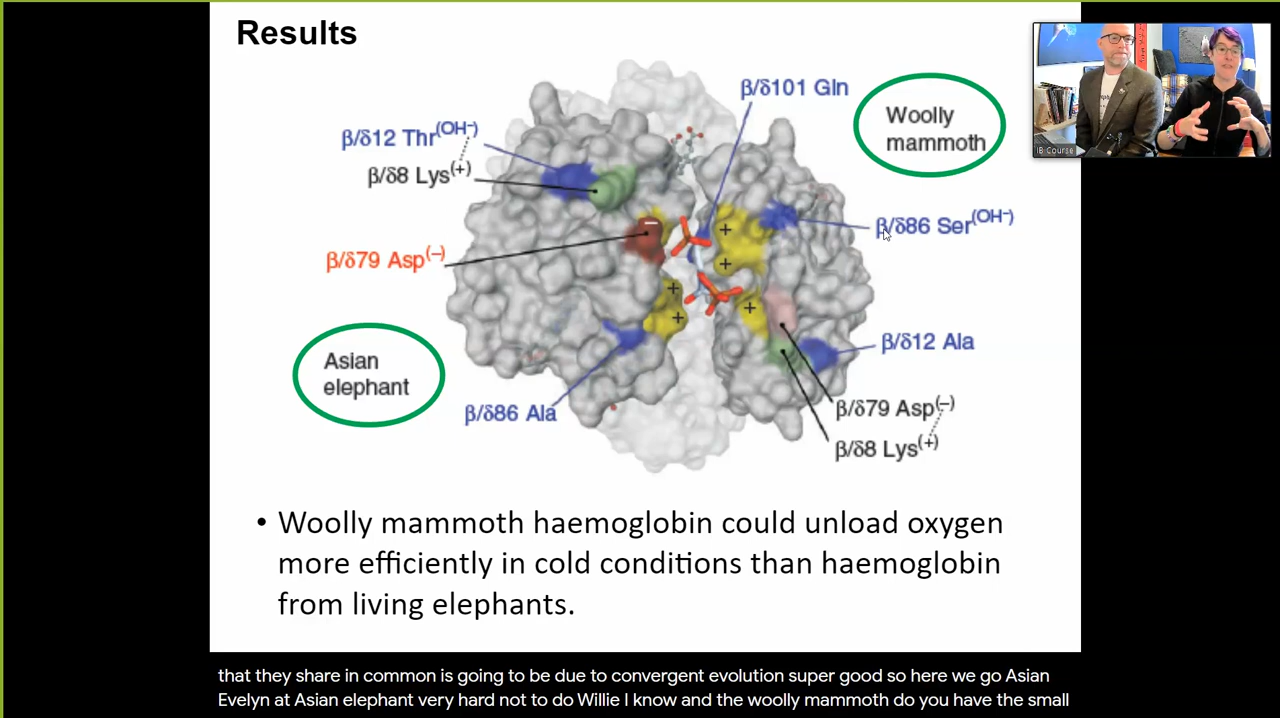 Results
β/δ101 Gln
Woolly
mammoth
β/δ12 Thr(OH–)
β/δ8 Lys(+)
β/δ86 Ser(OH–)
β/δ79 Asp(–)
–
+
+
+
+
+
Asian
elephant
β/δ12 Ala
β/δ86 Ala
β/δ79 Asp(–)
β/δ8 Lys(+)
• Woolly mammoth haemoglobin could unload oxygen
more efficiently in cold conditions than haemoglobin
from living elephants.
IB Course
that they share in common is going to be due to convergent evolution super good so here we go Asian
Evelyn at Asian elephant very hard not to do Willie I know and the woolly mammoth do you have the small